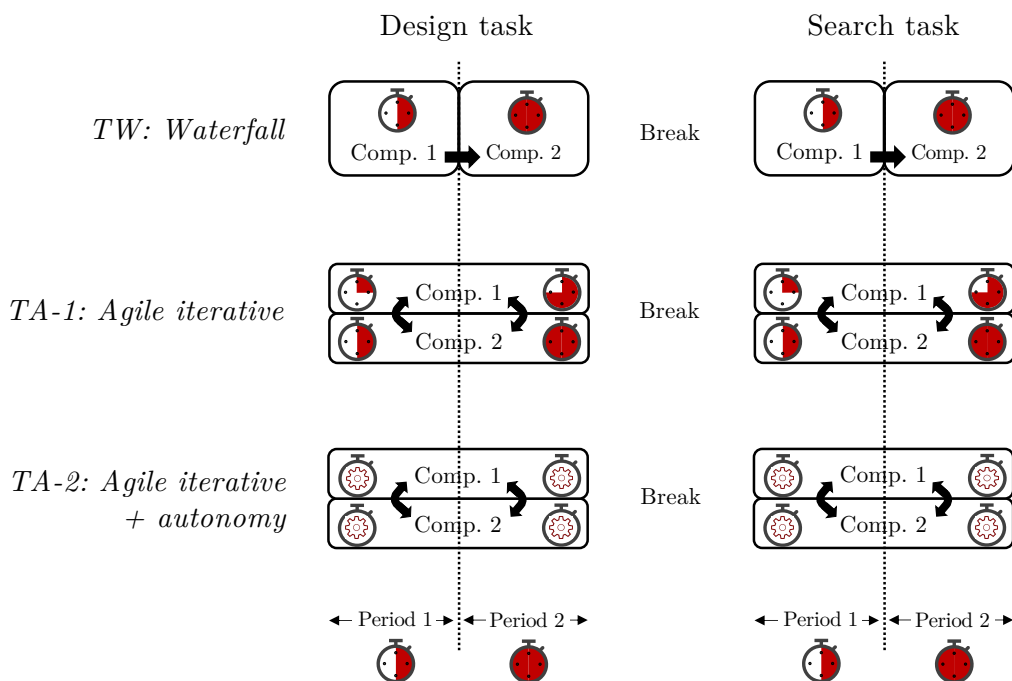 Design task
Search task
TW: Waterfall
Comp. 1
Comp. 2
Break
Comp. 1
Comp. 2
TA-1: Agile iterative
Comp. 1
Comp. 2
Break
Comp. 1
Comp. 2
TA-2: Agile iterative
+ autonomy
Comp. 1
Comp. 2
Break
Comp. 1
Comp. 2
Period 1
Period 2
Period 1
Period 2